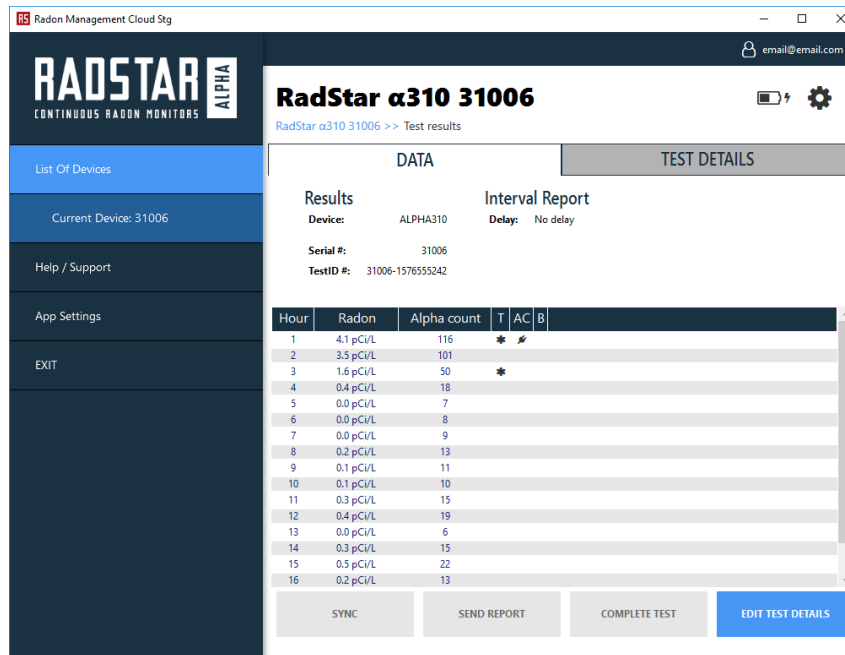 RS Radon Management Cloud Stg
email@email.com
RADSTAR ALPHA
CONTINUOUS RADON MONITORS
RadStar α310 31006
RadStar α310 31006 >> Test results
List Of Devices
Current Device: 31006
Help / Support
App Settings
EXIT
DATA TEST DETAILS
Results Interval Report
Device: ALPHA310 Delay: No delay
Serial #: 31006
TestID #: 31006-1576555242
Hour Radon Alpha count T AC B
1 4.1 pCi/L 116 ✱
2 3.5 pCi/L 101
3 1.6 pCi/L 50 ✱
4 0.4 pCi/L 18
5 0.0 pCi/L 7
6 0.0 pCi/L 8
7 0.0 pCi/L 9
8 0.2 pCi/L 13
9 0.1 pCi/L 11
10 0.1 pCi/L 10
11 0.3 pCi/L 15
12 0.4 pCi/L 19
13 0.0 pCi/L 6
14 0.3 pCi/L 15
15 0.5 pCi/L 22
16 0.2 pCi/L 13
SYNC SEND REPORT COMPLETE TEST EDIT TEST DETAILS